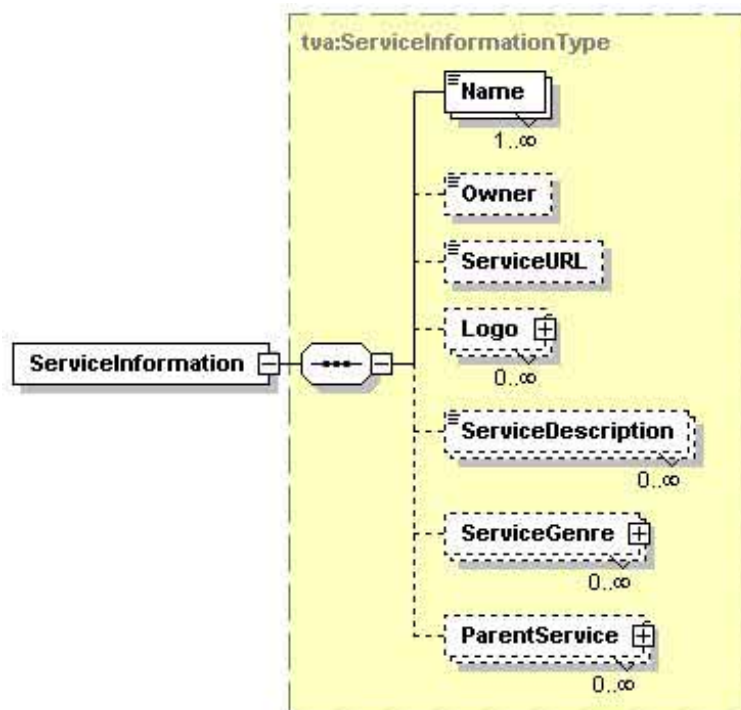 tva:ServiceInformationType
Name
1..∞
Owner
ServiceURL
Logo
0..∞
ServiceInformation
ServiceDescription
0..∞
ServiceGenre
0..∞
ParentService
0..∞